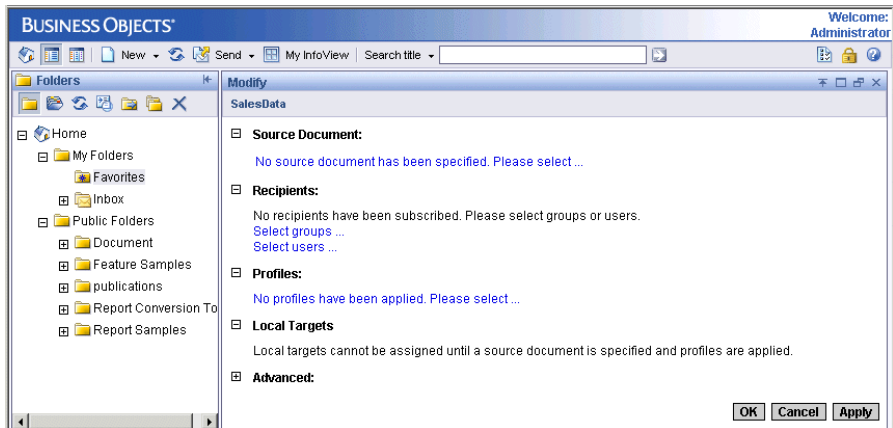 BUSINESS OBJECTS
Welcome:
Administrator
New
Send
My InfoView
Search title
Folders
Home
My Folders
Favorites
Inbox
Public Folders
Document
Feature Samples
publications
Report Conversion To
Report Samples
Modify
SalesData
Source Document:
No source document has been specified. Please select ...
Recipients:
No recipients have been subscribed. Please select groups or users.
Select groups ...
Select users ...
Profiles:
No profiles have been applied. Please select ...
Local Targets
Local targets cannot be assigned until a source document is specified and profiles are applied.
Advanced:
OK Cancel Apply